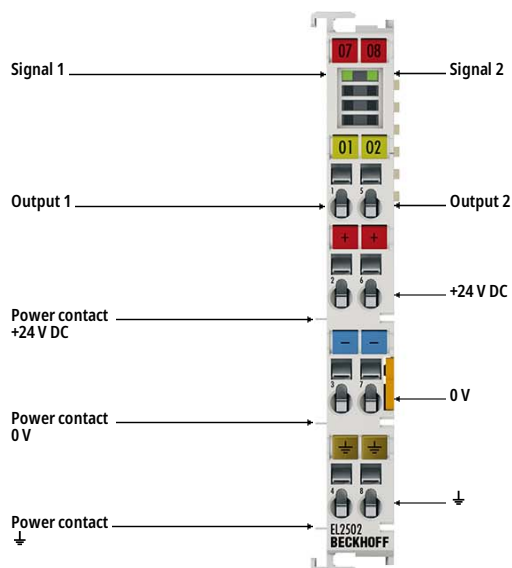 07 08
Signal 1
Signal 2
01 02
1 5
Output 1
Output 2
+ +
2 6
+24 V DC
Power contact
+24 V DC
− −
3 7
0 V
Power contact
0 V
4 8
Power contact
EL2502
BECKHOFF